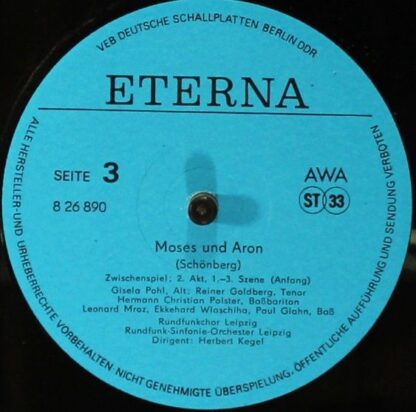 VEB DEUTSCHE SCHALLPLATTEN BERLIN DDR
ETERNA
SEITE 3
AWA
8 26 890
ST 33
Moses und Aron
(Schönberg)
Zwischenspiel; 2. Akt, 1.–3. Szene (Anfang)
Gisela Pohl, Alt; Reiner Goldberg, Tenor
Hermann Christian Polster, Baßbariton
Leonard Mroz, Ekkehard Wlaschiha, Paul Glahn, Baß
Rundfunkchor Leipzig
Rundfunk-Sinfonie-Orchester Leipzig
Dirigent: Herbert Kegel
ALLE HERSTELLER- UND URHEBERRECHTE VORBEHALTEN NICHT GENEHMIGTE ÜBERSPIELUNG, ÖFFENTLICHE AUFFÜHRUNG UND SENDUNG VERBOTEN